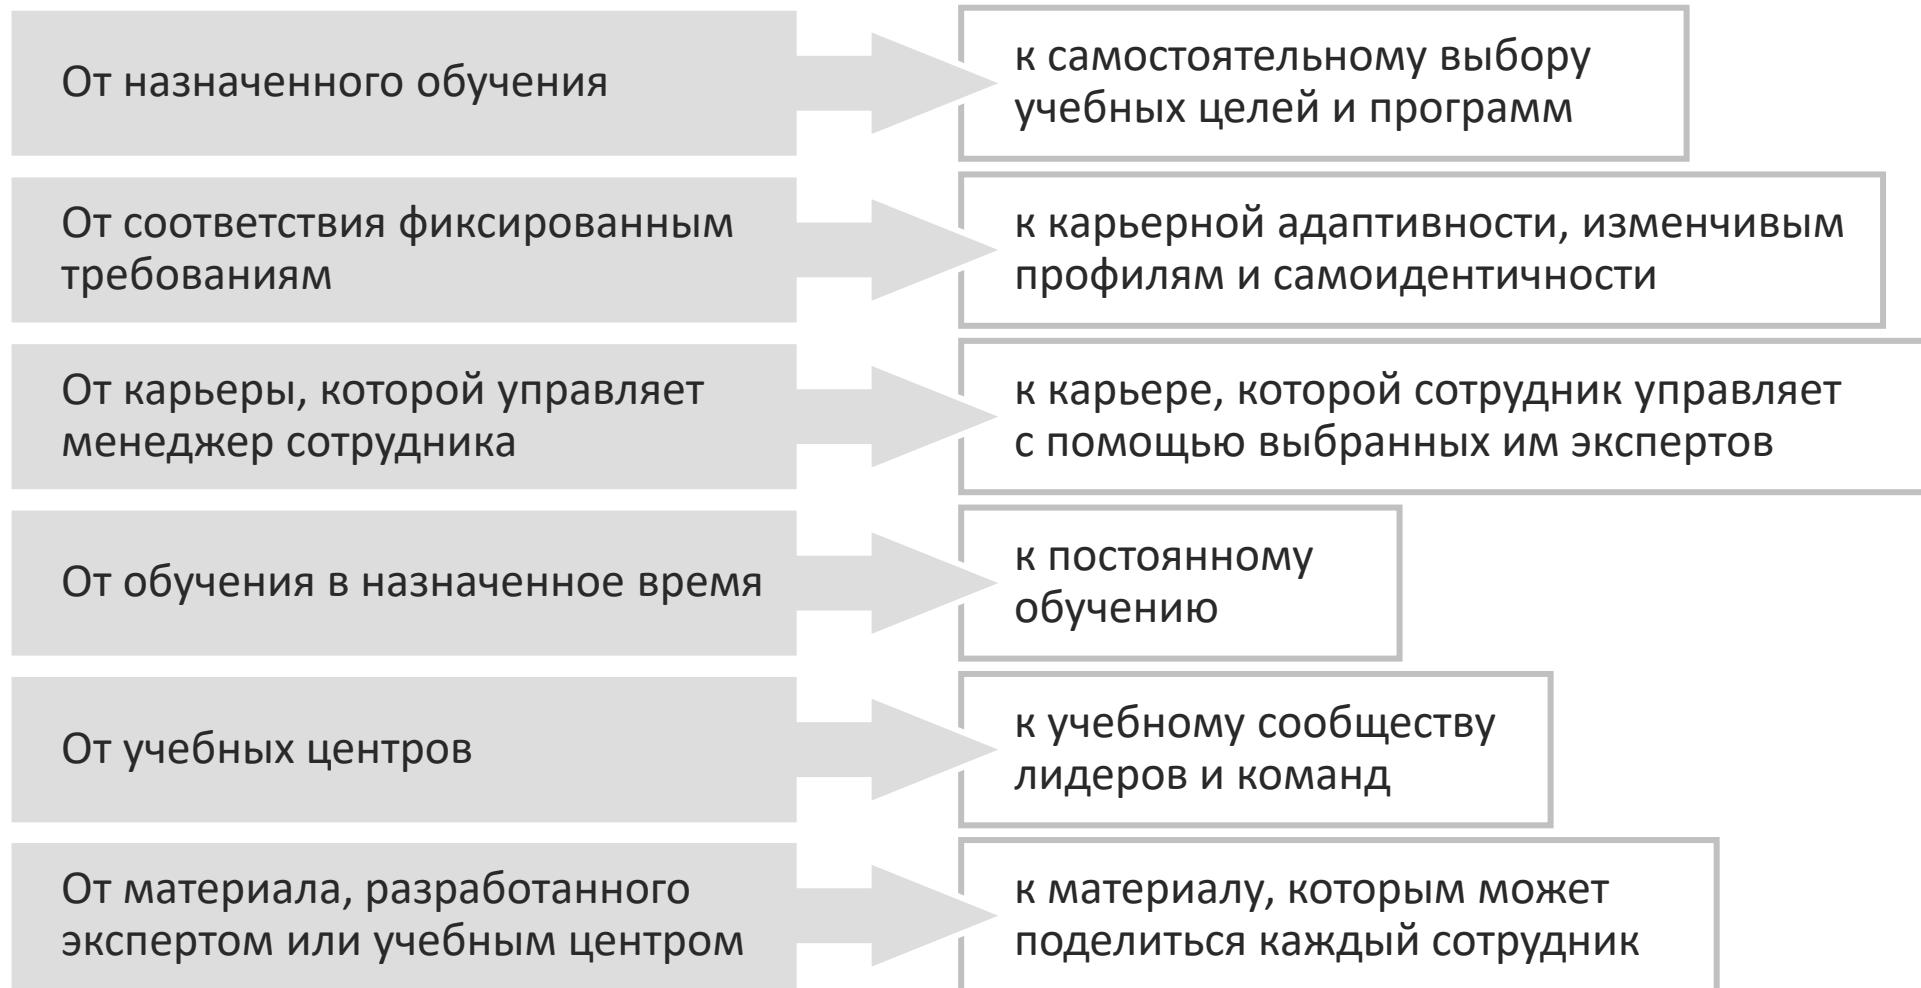 От назначенного обучения
к самостоятельному выбору
учебных целей и программ
От соответствия фиксированным
требованиям
к карьерной адаптивности, изменчивым
профилям и самоидентичности
От карьеры, которой управляет
менеджер сотрудника
к карьере, которой сотрудник управляет
с помощью выбранных им экспертов
От обучения в назначенное время
к постоянному
обучению
От учебных центров
к учебному сообществу
лидеров и команд
От материала, разработанного
экспертом или учебным центром
к материалу, которым может
поделиться каждый сотрудник